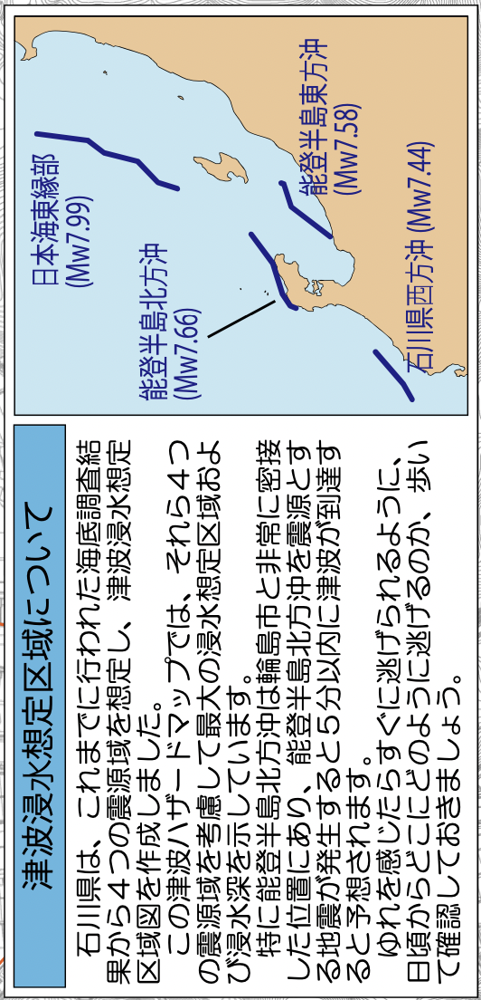 津波浸水想定区域について
石川県は、これまでに行われた海底調査結
果から４つの震源域を想定し、津波浸水想定
区域図を作成しました。
この津波ハザードマップでは、それら４つ
の震源域を考慮して最大の浸水想定区域およ
び浸水深を示しています。
特に能登半島北方沖は輪島市と非常に密接
した位置にあり、能登半島北方沖を震源とす
る地震が発生すると５分以内に津波が到達す
ると予想されます。
ゆれを感じたらすぐに逃げられるように、
日頃からどこにどのように逃げるのか、歩い
て確認しておきましょう。
日本海東縁部
(Mw7.99)
能登半島北方沖
(Mw7.66)
能登半島東方沖
(Mw7.58)
石川県西方沖 (Mw7.44)